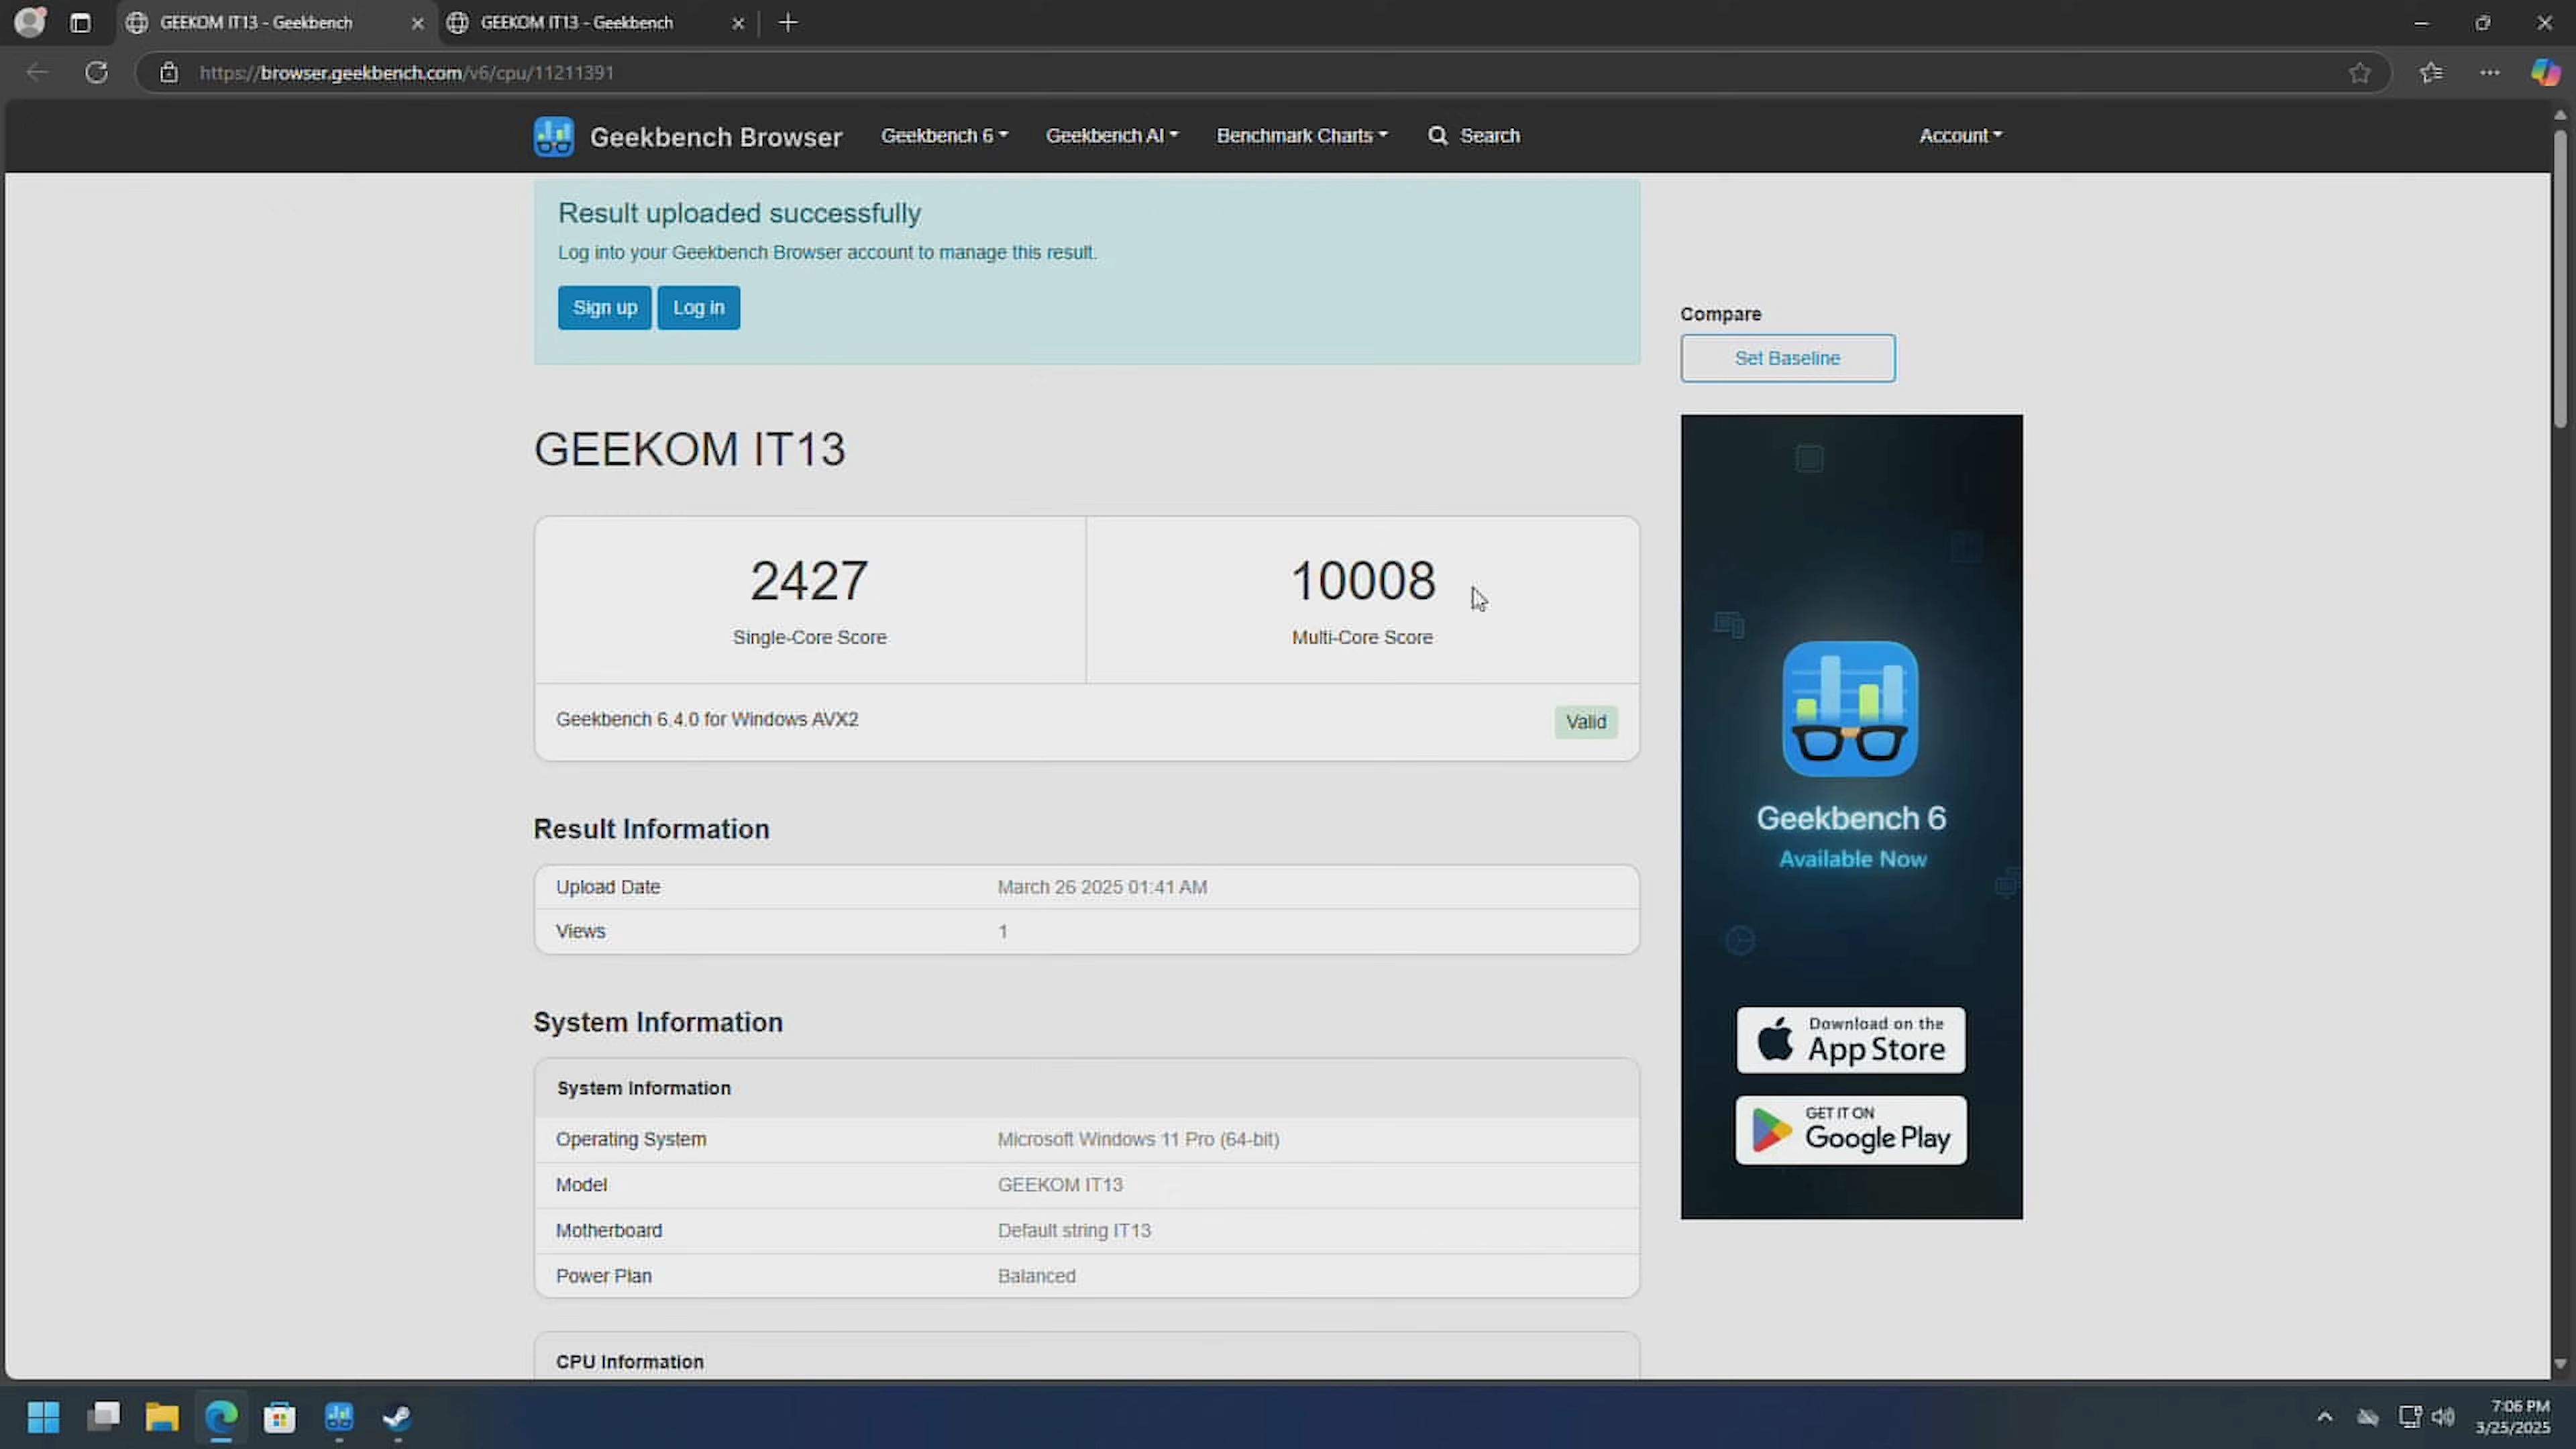 GEEKOM IT13 - Geekbench
GEEKOM IT13 - Geekbench
https://browser.geekbench.com/v6/cpu/11211391
Geekbench Browser
Geekbench 6
Geekbench AI
Benchmark Charts
Search
Account
Result uploaded successfully
Log into your Geekbench Browser account to manage this result.
Sign up
Log in
Compare
Set Baseline
GEEKOM IT13
2427
Single-Core Score
10008
Multi-Core Score
Geekbench 6.4.0 for Windows AVX2
Valid
Result Information
Upload Date March 26 2025 01:41 AM
Views 1
System Information
System Information
Operating System Microsoft Windows 11 Pro (64-bit)
Model GEEKOM IT13
Motherboard Default string IT13
Power Plan Balanced
CPU Information
Geekbench 6
Available Now
Download on the
App Store
GET IT ON
Google Play
7:06 PM
3/25/2025